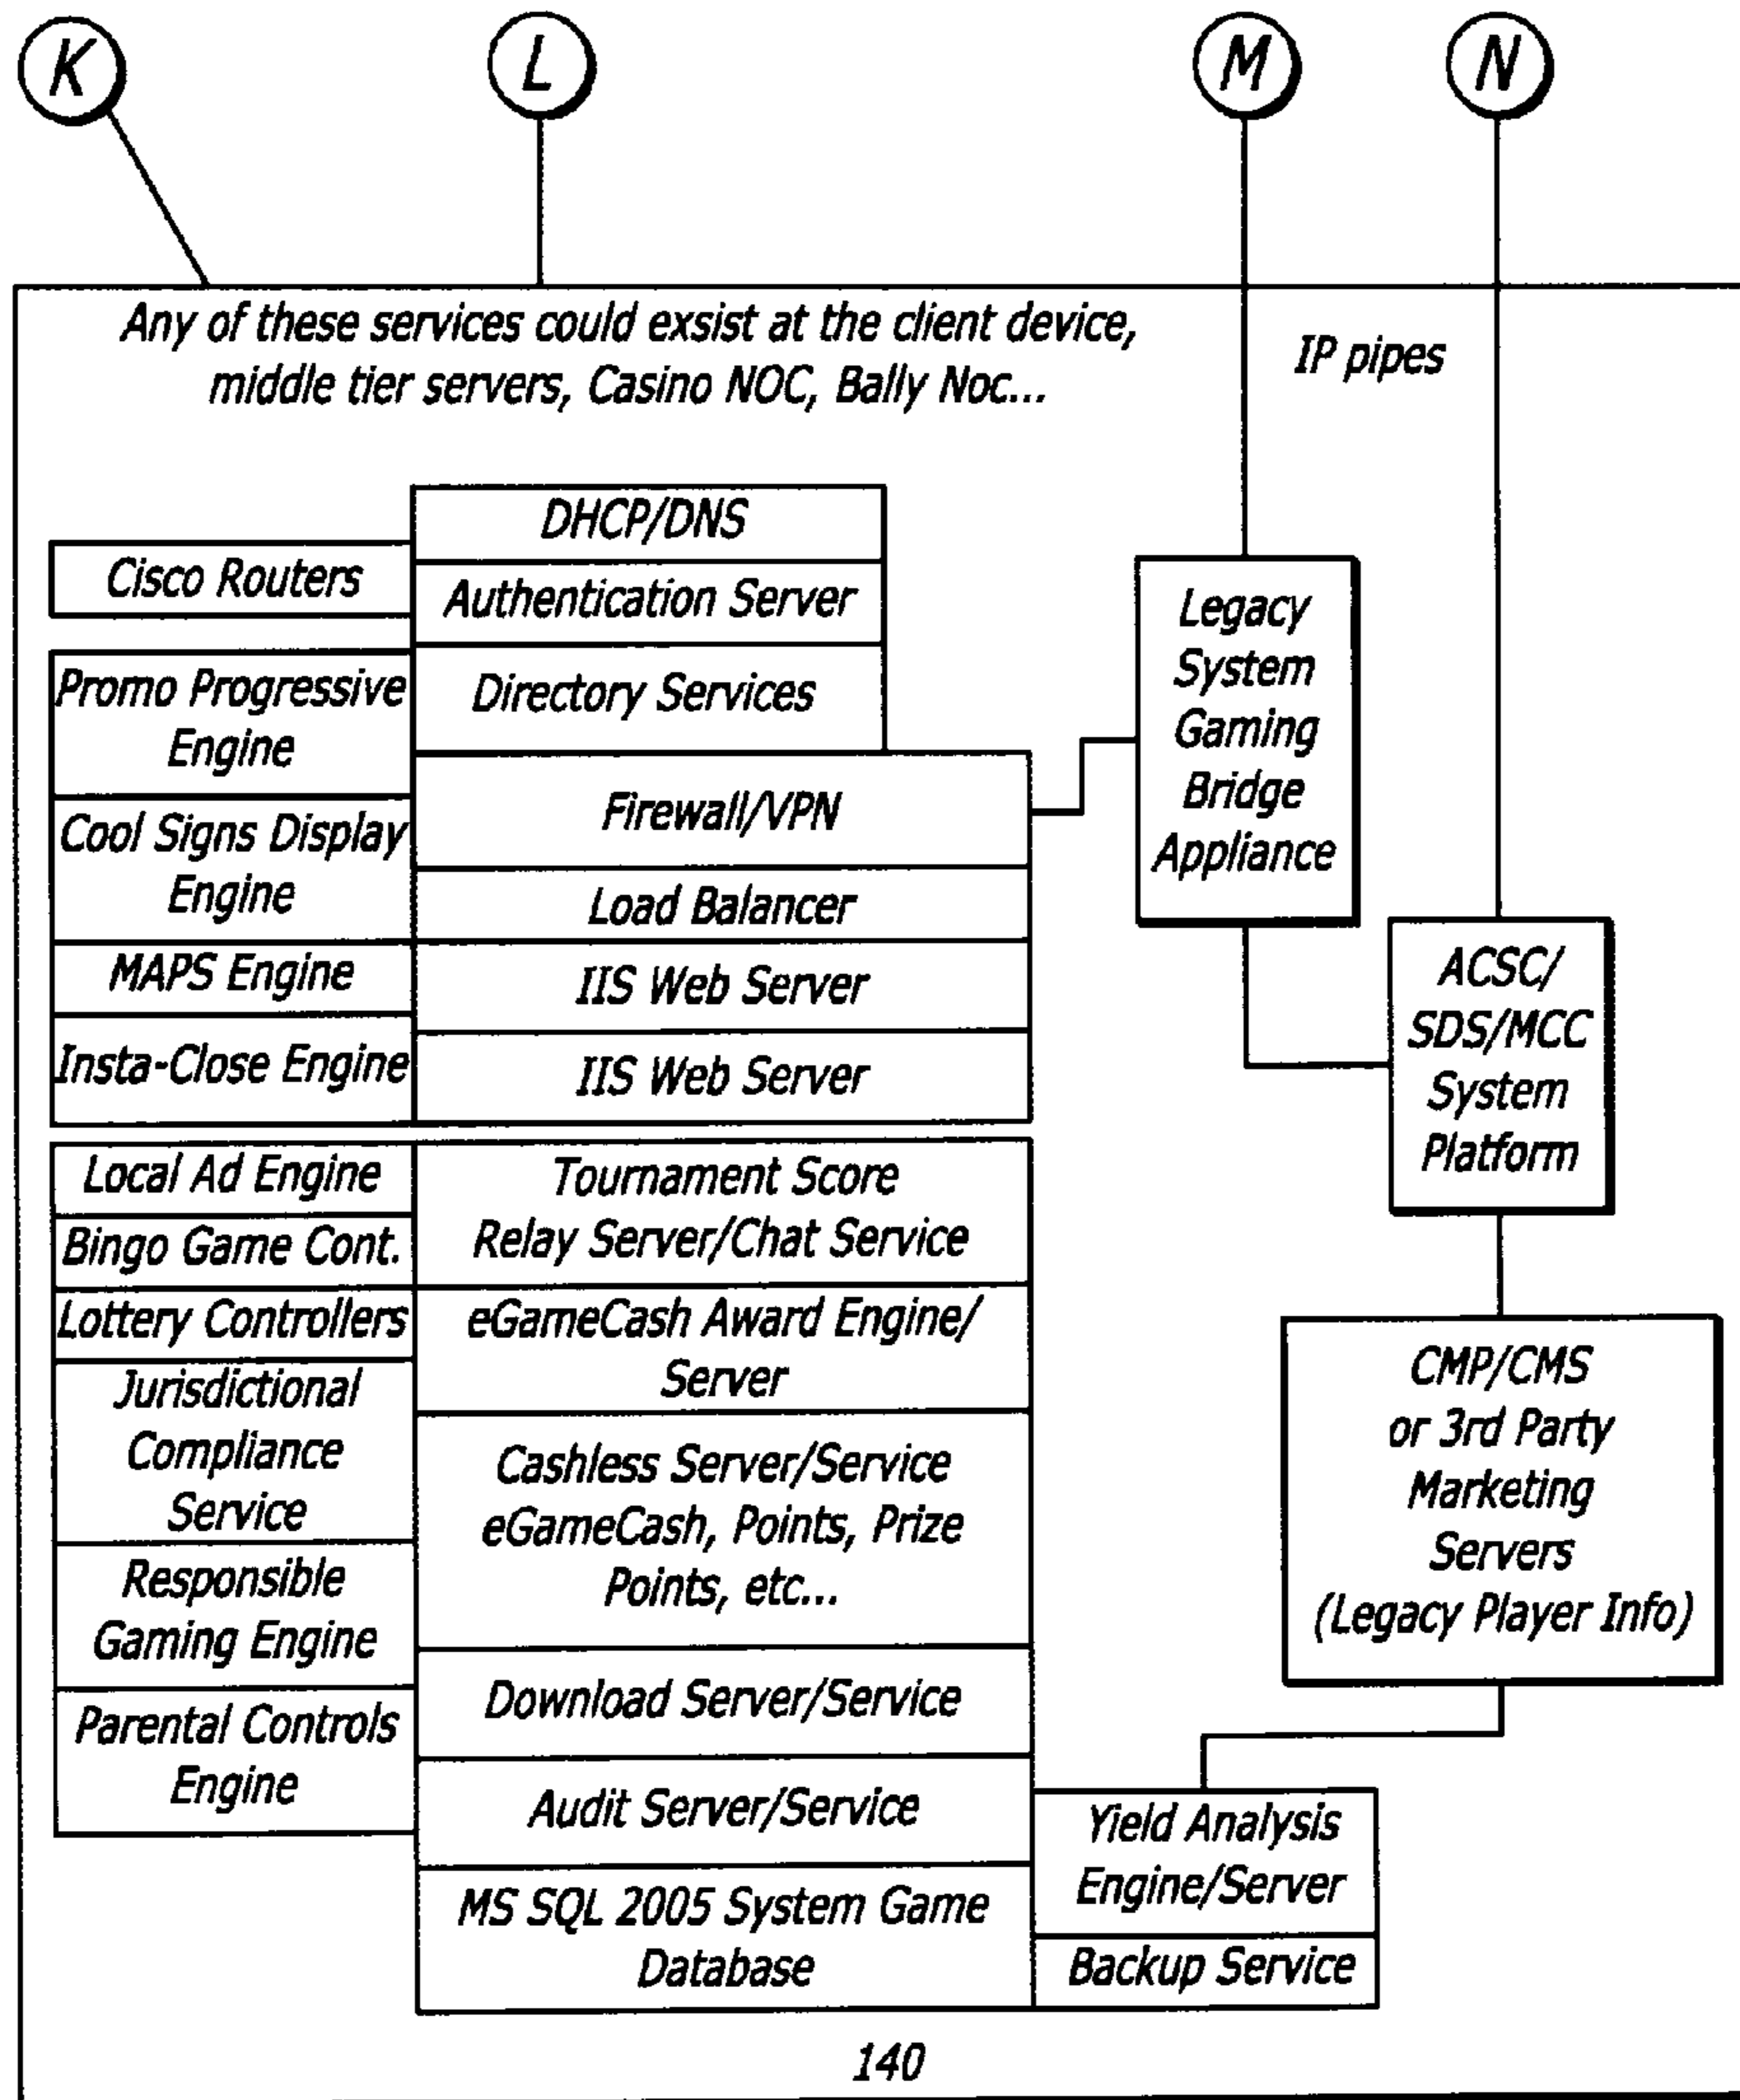 K
L
M
N
Any of these services could exsist at the client device,
middle tier servers, Casino NOC, Bally Noc...
IP pipes
DHCP/DNS
Cisco Routers
Authentication Server
Directory Services
Promo Progressive
Engine
Firewall/VPN
Cool Signs Display
Engine
Load Balancer
MAPS Engine
IIS Web Server
Insta-Close Engine
IIS Web Server
Legacy
System
Gaming
Bridge
Appliance
ACSC/
SDS/MCC
System
Platform
Local Ad Engine
Bingo Game Cont.
Lottery Controllers
Jurisdictional
Compliance
Service
Responsible
Gaming Engine
Parental Controls
Engine
Tournament Score
Relay Server/Chat Service
eGameCash Award Engine/
Server
Cashless Server/Service
eGameCash, Points, Prize
Points, etc...
Download Server/Service
Audit Server/Service
MS SQL 2005 System Game
Database
CMP/CMS
or 3rd Party
Marketing
Servers
(Legacy Player Info)
Yield Analysis
Engine/Server
Backup Service
140